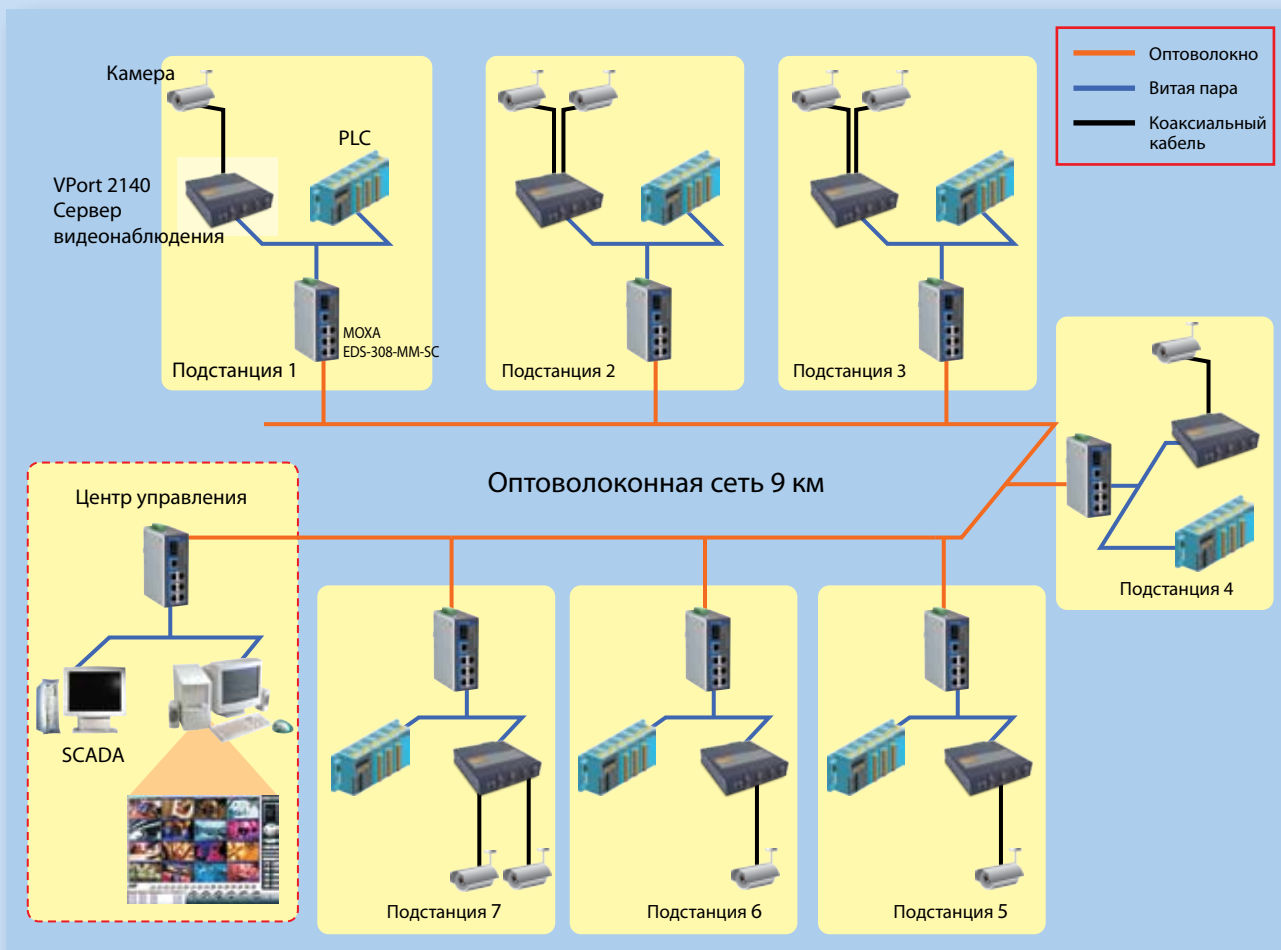 Камера
PLC
VPort 2140
Сервер
видеонаблюдения
MOXA
EDS-308-MM-SC
Подстанция 1
Подстанция 2
Подстанция 3
Оптоволокно
Витая пара
Коаксиальный
кабель
Оптоволоконная сеть 9 км
Подстанция 4
Центр управления
SCADA
Подстанция 7
Подстанция 6
Подстанция 5